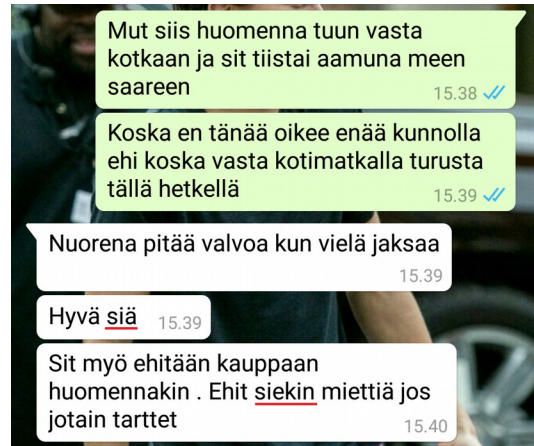 Mut siis huomenna tuun vasta
kotkaan ja sit tiistai aamuna meen
saareen
15.38
Koska en tänää oikee enää kunnolla
ehi koska vasta kotimatkalla turusta
tällä hetkellä
15.39
Nuorena pitää valvoa kun vielä jaksaa
15.39
Hyvä siä 15.39
Sit myö ehitään kauppaan
huomennakin . Ehit siekin miettiä jos
jotain tarttet
15.40